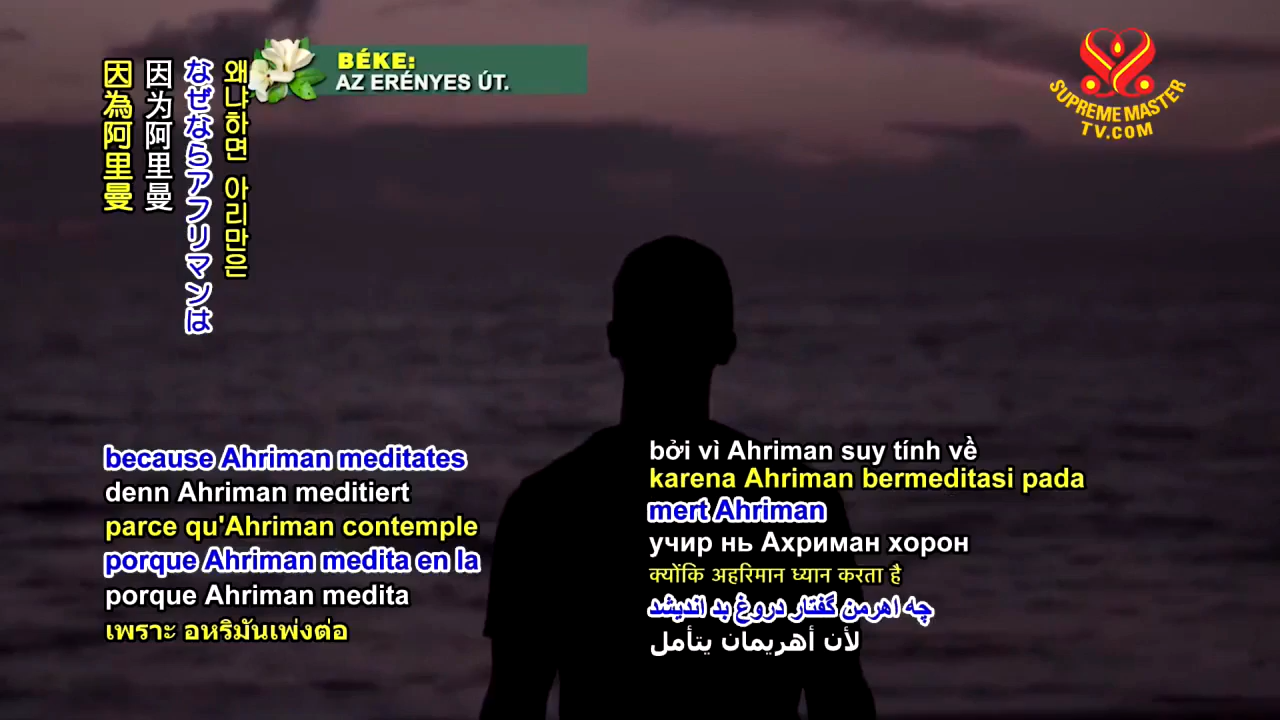 因為阿里曼
因为阿里曼
なぜならアフリマンは
왜냐하면 아리만은
BÉKE:
AZ ERÉNYES ÚT.
SUPREME MASTER
TV.COM
because Ahriman meditates
denn Ahriman meditiert
parce qu'Ahriman contemple
porque Ahriman medita en la
porque Ahriman medita
เพราะ อหริมันเพ่งต่อ
bởi vì Ahriman suy tính về
karena Ahriman bermeditasi pada
mert Ahriman
учир нь Ахриман хорон
क्योंकि अहरिमान ध्यान करता है
چه اهرمن گفتار دروغ بد اندیشد
لأن أهريمان يتأمل